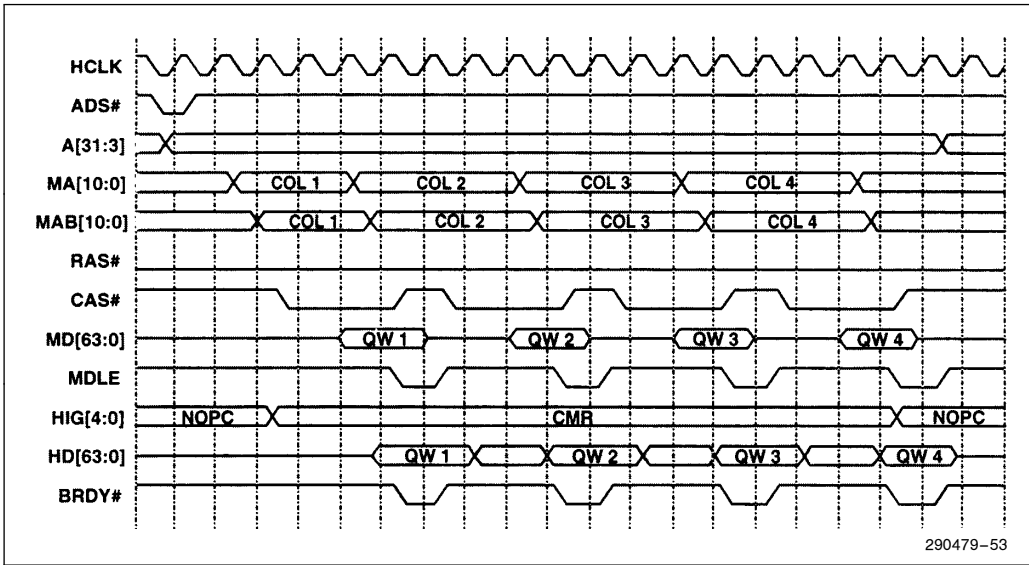 HCLK
ADS#
A[31:3]
MA[10:0] COL 1 COL 2 COL 3 COL 4
MAB[10:0] COL 1 COL 2 COL 3 COL 4
RAS#
CAS#
MD[63:0] QW 1 QW 2 QW 3 QW 4
MDLE
HIG[4:0] NOPC CMR NOPC
HD[63:0] QW 1 QW 2 QW 3 QW 4
BRDY#
290479–53